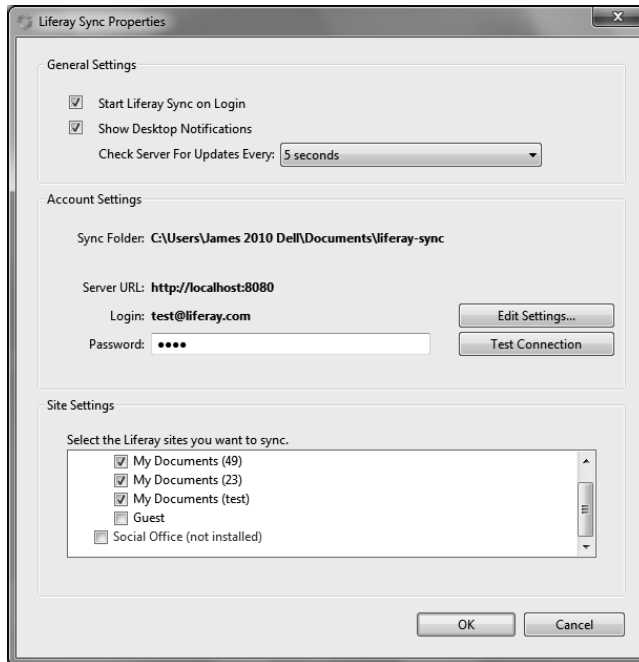 Liferay Sync Properties
General Settings
Start Liferay Sync on Login
Show Desktop Notifications
Check Server For Updates Every: 5 seconds
Account Settings
Sync Folder: C:\Users\James 2010 Dell\Documents\liferay-sync
Server URL: http://localhost:8080
Login: test@liferay.com
Edit Settings...
Password: ●●●●
Test Connection
Site Settings
Select the Liferay sites you want to sync.
My Documents (49)
My Documents (23)
My Documents (test)
Guest
Social Office (not installed)
OK
Cancel